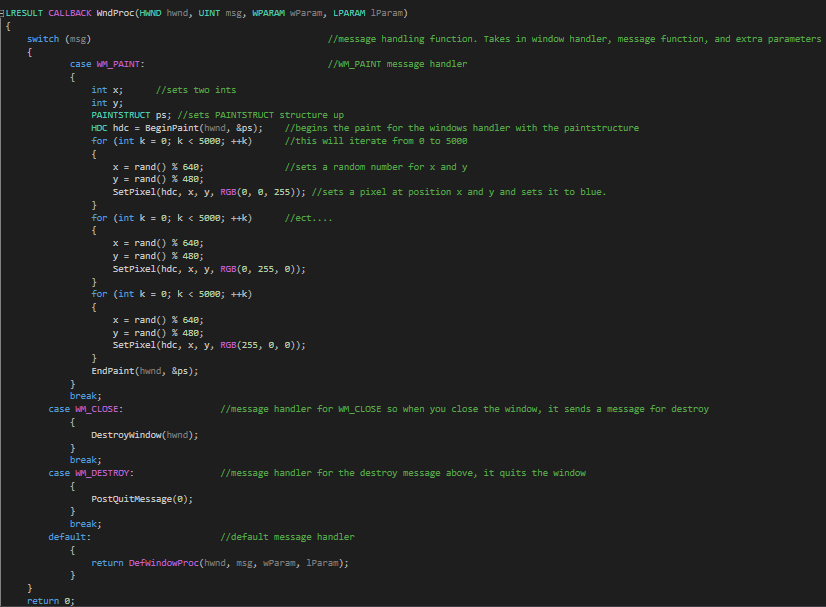 LRESULT CALLBACK WndProc(HWND hwnd, UINT msg, WPARAM wParam, LPARAM lParam)
{
    switch (msg)                                            //message handling function. Takes in window handler, message function, and extra parameters
    {
            case WM_PAINT:                                  //WM_PAINT message handler
            {
                int x;      //sets two ints
                int y;
                PAINTSTRUCT ps; //sets PAINTSTRUCT structure up
                HDC hdc = BeginPaint(hwnd, &ps);    //begins the paint for the windows handler with the paintstructure
                for (int k = 0; k < 5000; ++k)      //this will iterate from 0 to 5000
                {
                    x = rand() % 640;               //sets a random number for x and y
                    y = rand() % 480;
                    SetPixel(hdc, x, y, RGB(0, 0, 255)); //sets a pixel at position x and y and sets it to blue.
                }
                for (int k = 0; k < 5000; ++k)      //ect....
                {
                    x = rand() % 640;
                    y = rand() % 480;
                    SetPixel(hdc, x, y, RGB(0, 255, 0));
                }
                for (int k = 0; k < 5000; ++k)
                {
                    x = rand() % 640;
                    y = rand() % 480;
                    SetPixel(hdc, x, y, RGB(255, 0, 0));
                }
                EndPaint(hwnd, &ps);
            }
            break;
        case WM_CLOSE:                  //message handler for WM_CLOSE so when you close the window, it sends a message for destroy
            {
                DestroyWindow(hwnd);
            }
            break;
        case WM_DESTROY:                //message handler for the destroy message above, it quits the window
            {
                PostQuitMessage(0);
            }
            break;
        default:                        //default message handler
            {
                return DefWindowProc(hwnd, msg, wParam, lParam);
            }
    }
    return 0;